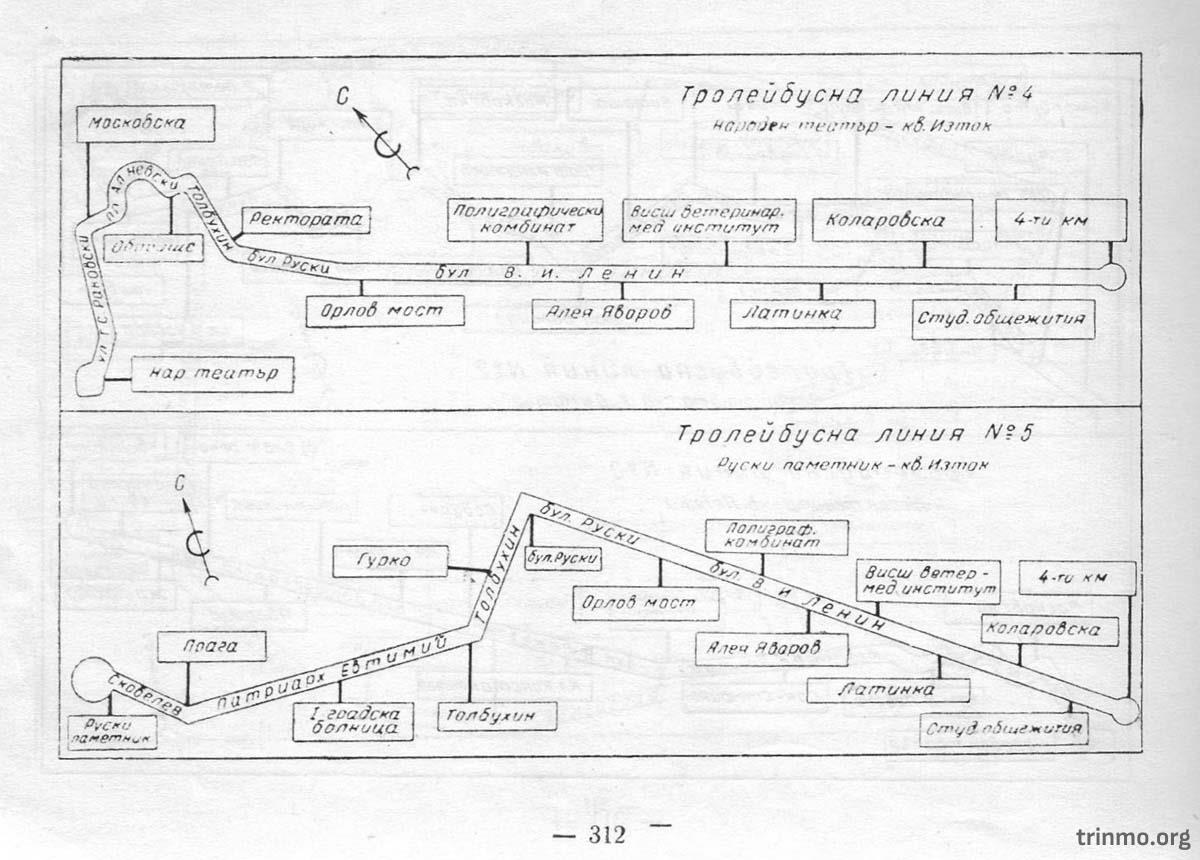 Тролейбусна линия №4
народен театър – кв. Изток
С
Московска
Ректората
Полиграфически
комбинат
Висш ветеринар.
мед институт
Коларовска
4-ти км
пл. Ал Невски
Толбухин
ул. Г. С. Раковски
бул Руски
бул В. И. Ленин
Орлов мост
Алея Яворов
Латинка
Студ. общежития
Нар театър
Тролейбусна линия №5
Руски паметник – кв. Изток
С
Гурко
бул. Руски
бул. Руски
Полиграф.
комбинат
Висш ветер-
мед. институт
4-ти км
Толбухин
Орлов мост
бул. В и Ленин
Коларовска
Прага
Алея Яворов
Скобелев
Патриарх Евтимий
Латинка
Руски
паметник
I градска
болница
Толбухин
Студ. общежития
— 312 —
trinmo.org